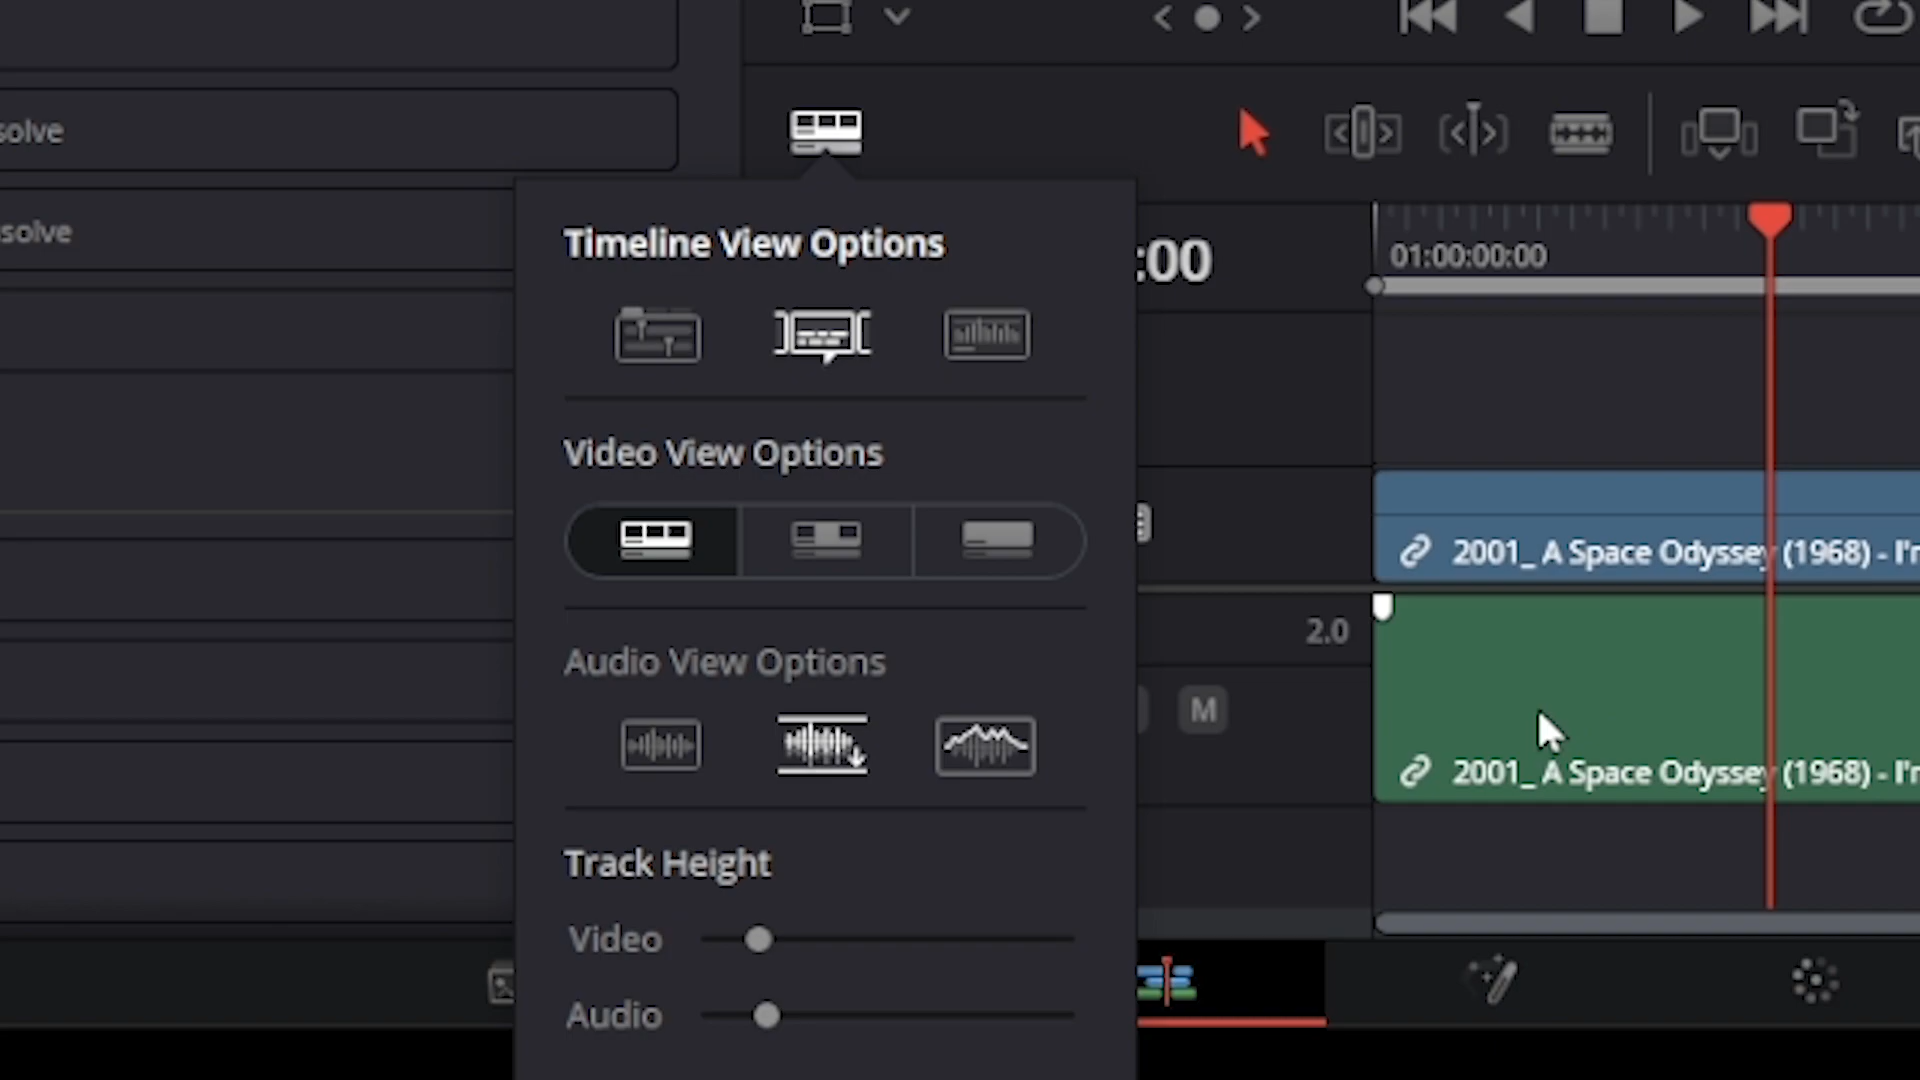 solve
solve
Timeline View Options
:00
01:00:00:00
Video View Options
2001_ A Space Odyssey (1968) - I'
Audio View Options
2.0
M
2001_ A Space Odyssey (1968) - I'
Track Height
Video
Audio